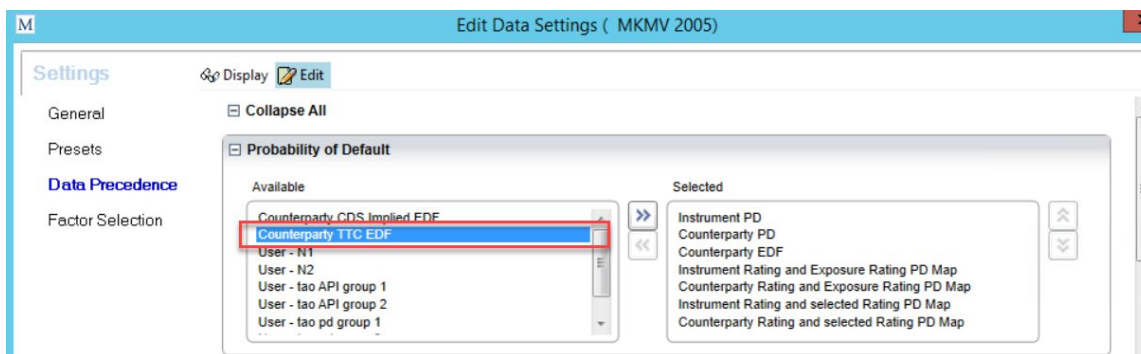 M
Edit Data Settings ( MKMV 2005)
Settings
Display Edit
General
Collapse All
Presets
Probability of Default
Data Precedence
Available
Selected
Factor Selection
Counterparty CDS Implied EDF
Counterparty TTC EDF
User - N1
User - N2
User - tao API group 1
User - tao API group 2
User - tao pd group 1
Instrument PD
Counterparty PD
Counterparty EDF
Instrument Rating and Exposure Rating PD Map
Counterparty Rating and Exposure Rating PD Map
Instrument Rating and selected Rating PD Map
Counterparty Rating and selected Rating PD Map